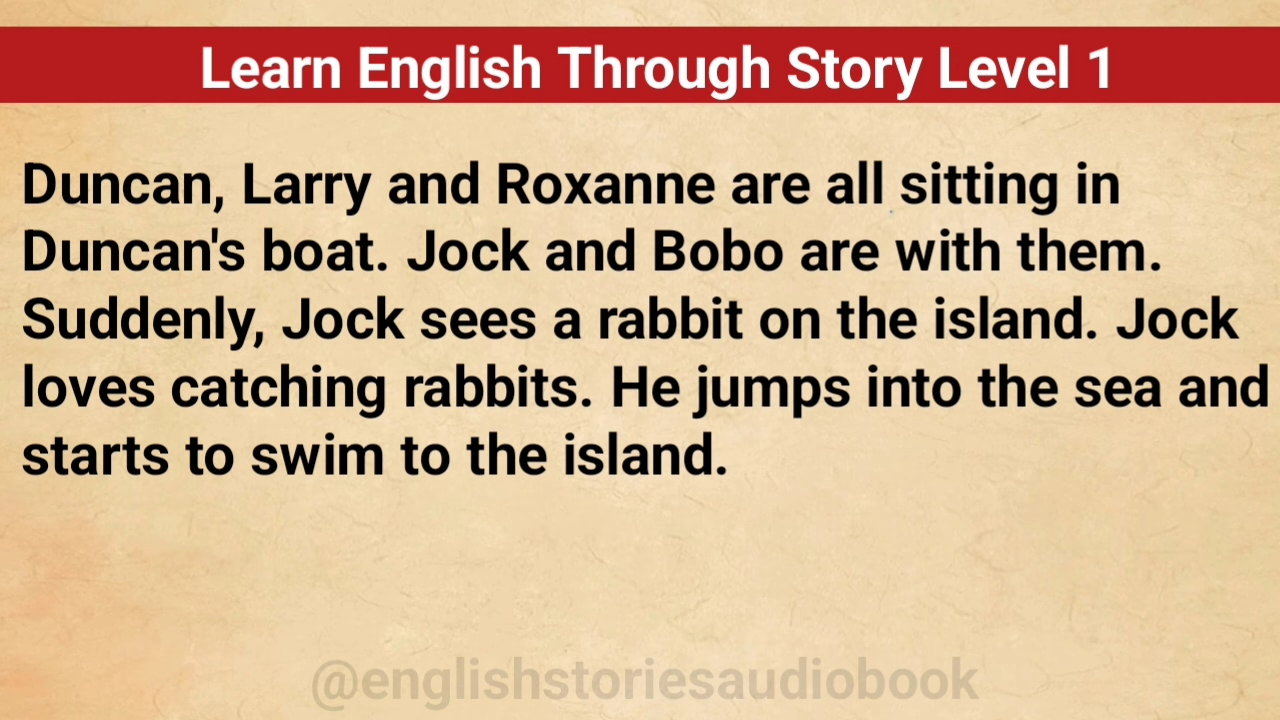 Learn English Through Story Level 1
Duncan, Larry and Roxanne are all sitting in
Duncan's boat. Jock and Bobo are with them.
Suddenly, Jock sees a rabbit on the island. Jock
loves catching rabbits. He jumps into the sea and
starts to swim to the island.
@englishstoriesaudiobook